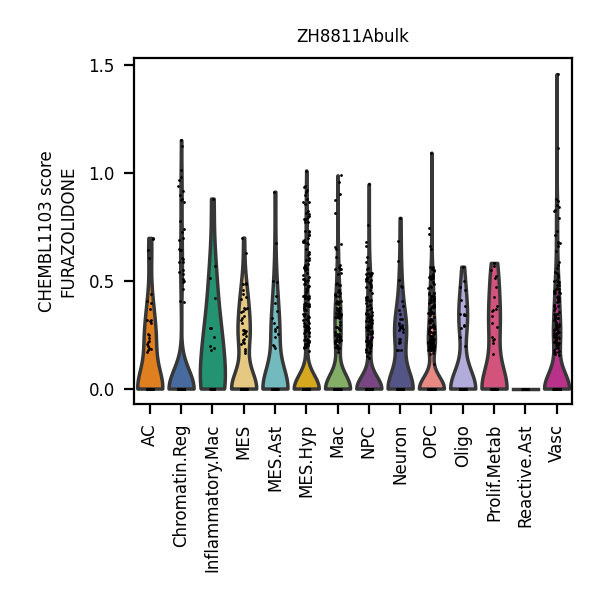 ZH8811Abulk
CHEMBL1103 score
FURAZOLIDONE
1.5
1.0
0.5
0.0
AC
Chromatin.Reg
Inflammatory.Mac
MES
MES.Ast
MES.Hyp
Mac
NPC
Neuron
OPC
Oligo
Prolif.Metab
Reactive.Ast
Vasc